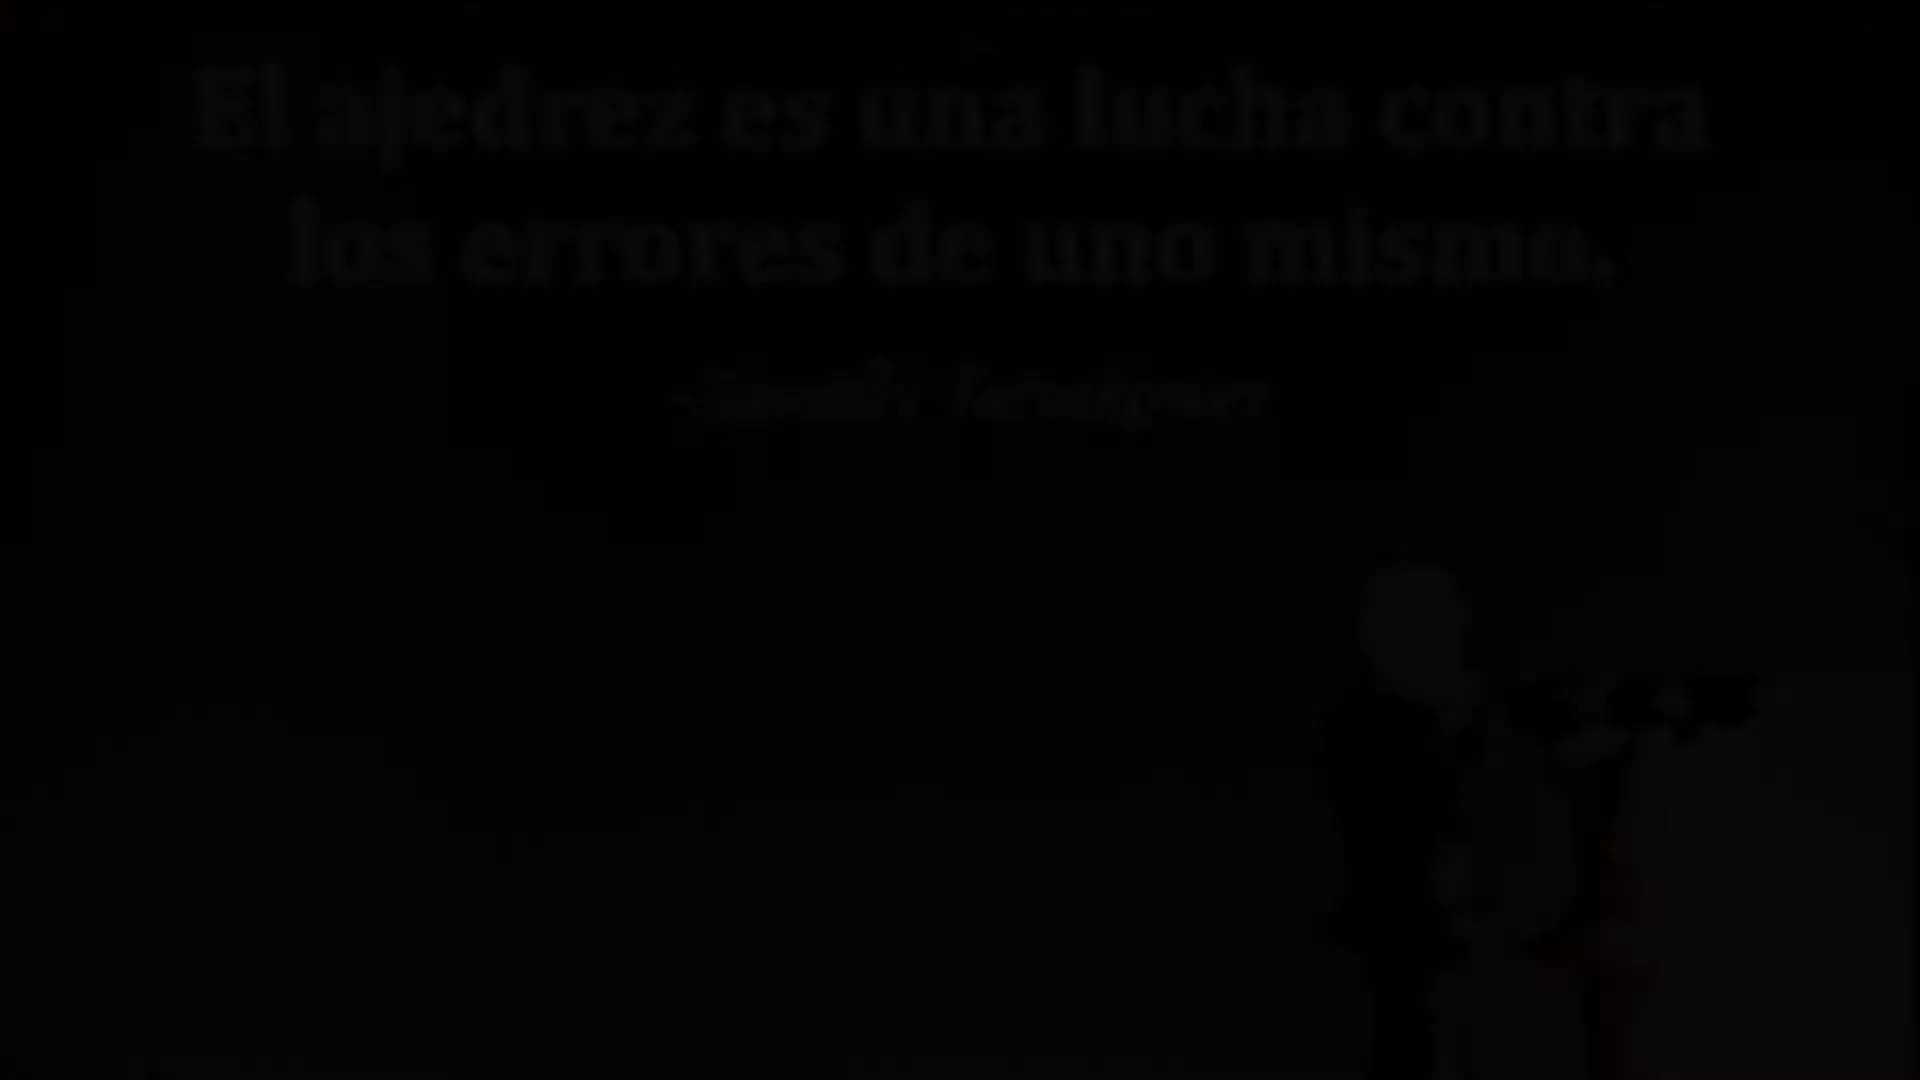 El ajedrez es una lucha contra
los errores de uno mismo.